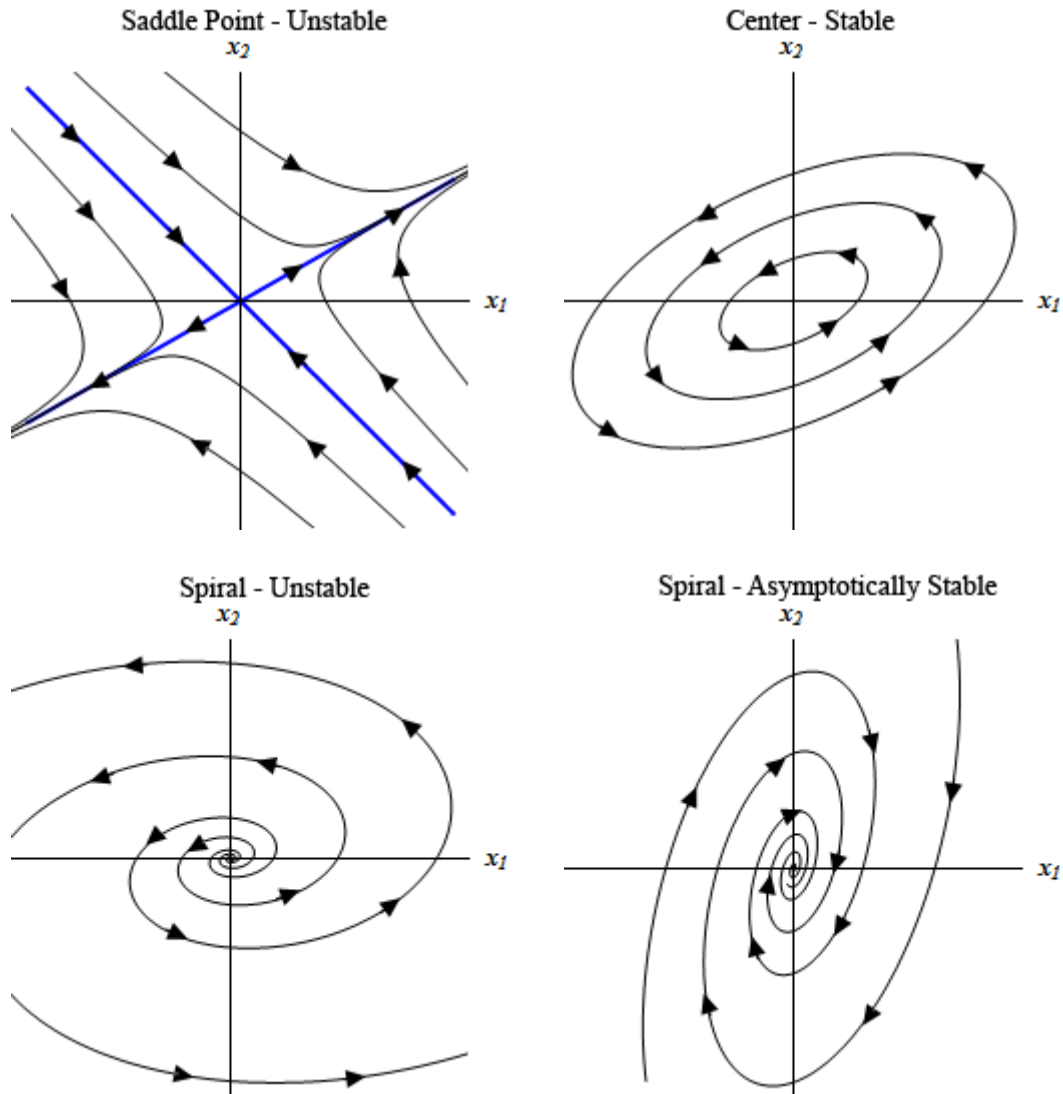 Saddle Point - Unstable
x2
x1
Center - Stable
x2
x1
Spiral - Unstable
x2
x1
Spiral - Asymptotically Stable
x2
x1